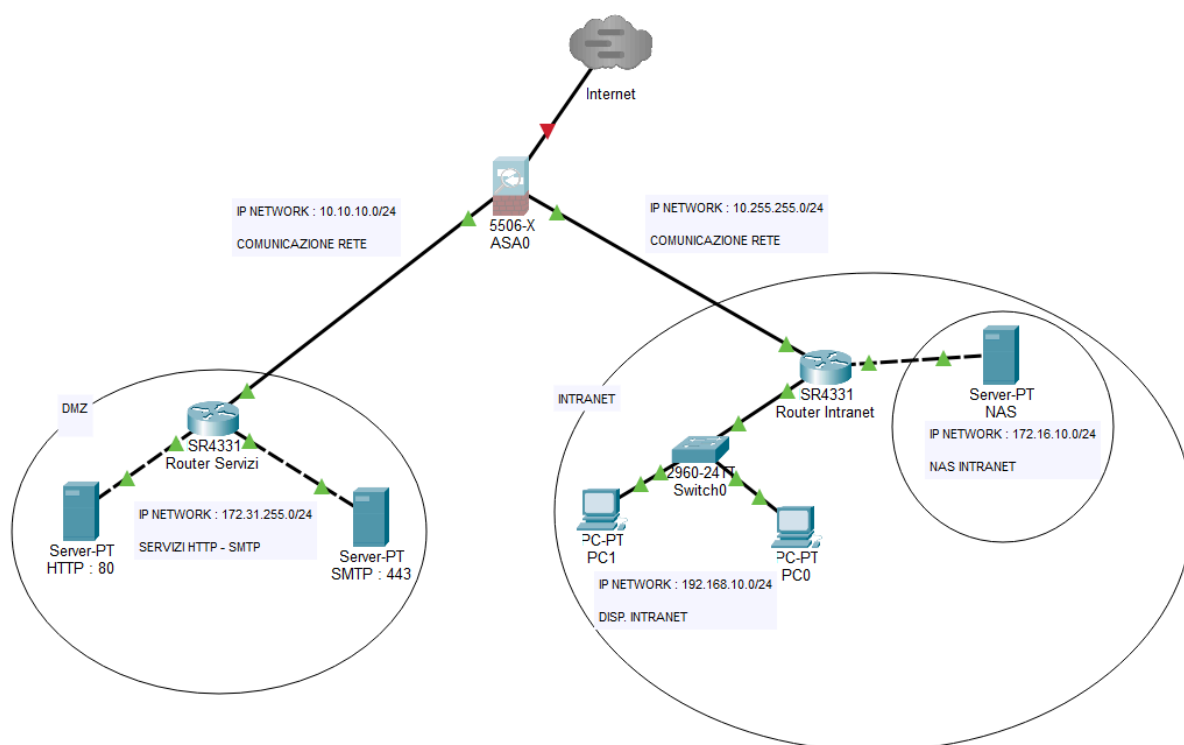 Internet
IP NETWORK : 10.10.10.0/24
COMUNICAZIONE RETE
5506-X
ASA0
IP NETWORK : 10.255.255.0/24
COMUNICAZIONE RETE
DMZ
SR4331
Router Servizi
IP NETWORK : 172.31.255.0/24
SERVIZI HTTP - SMTP
Server-PT
HTTP : 80
Server-PT
SMTP : 443
INTRANET
SR4331
Router Intranet
Server-PT
NAS
IP NETWORK : 172.16.10.0/24
NAS INTRANET
2960-24TT
Switch0
PC-PT
PC1
PC-PT
PC0
IP NETWORK : 192.168.10.0/24
DISP. INTRANET